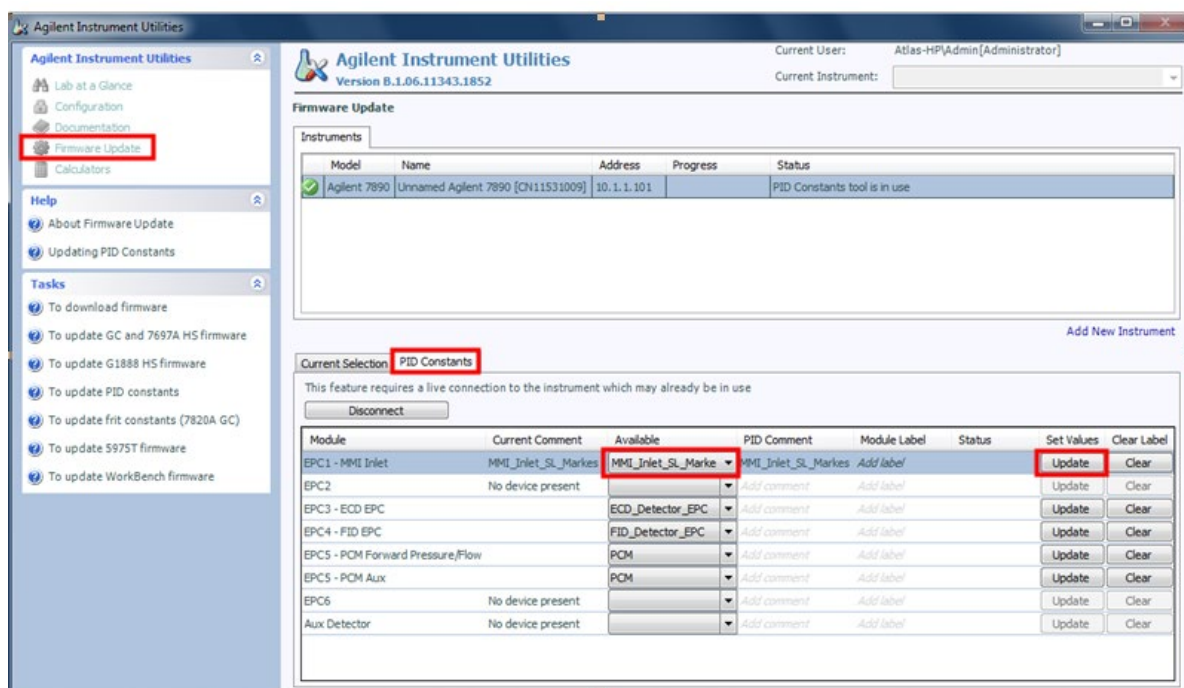 Agilent Instrument Utilities
Agilent Instrument Utilities
Lab at a Glance
Configuration
Documentation
Firmware Update
Calculators
Help
About Firmware Update
Updating PID Constants
Tasks
To download firmware
To update GC and 7697A HS firmware
To update G1888 HS firmware
To update PID constants
To update frit constants (7820A GC)
To update 5975T firmware
To update WorkBench firmware
Agilent Instrument Utilities
Version B.1.06.11343.1852
Current User: Atlas-HP\Admin[Administrator]
Current Instrument:
Firmware Update
Instruments
Model Name Address Progress Status
Agilent 7890 Unnamed Agilent 7890 [CN11531009] 10.1.1.101 PID Constants tool is in use
Add New Instrument
Current Selection PID Constants
This feature requires a live connection to the instrument which may already be in use
Disconnect
Module Current Comment Available PID Comment Module Label Status Set Values Clear Label
EPC1 - MMI Inlet MMI_Inlet_SL_Markes MMI_Inlet_SL_Marke MMI_Inlet_SL_Markes Add label Update Clear
EPC2 No device present Add comment Add label Update Clear
EPC3 - ECD EPC ECD_Detector_EPC Add comment Add label Update Clear
EPC4 - FID EPC FID_Detector_EPC Add comment Add label Update Clear
EPC5 - PCM Forward Pressure/Flow PCM Add comment Add label Update Clear
EPC5 - PCM Aux PCM Add comment Add label Update Clear
EPC6 No device present Add comment Add label Update Clear
Aux Detector No device present Add comment Add label Update Clear